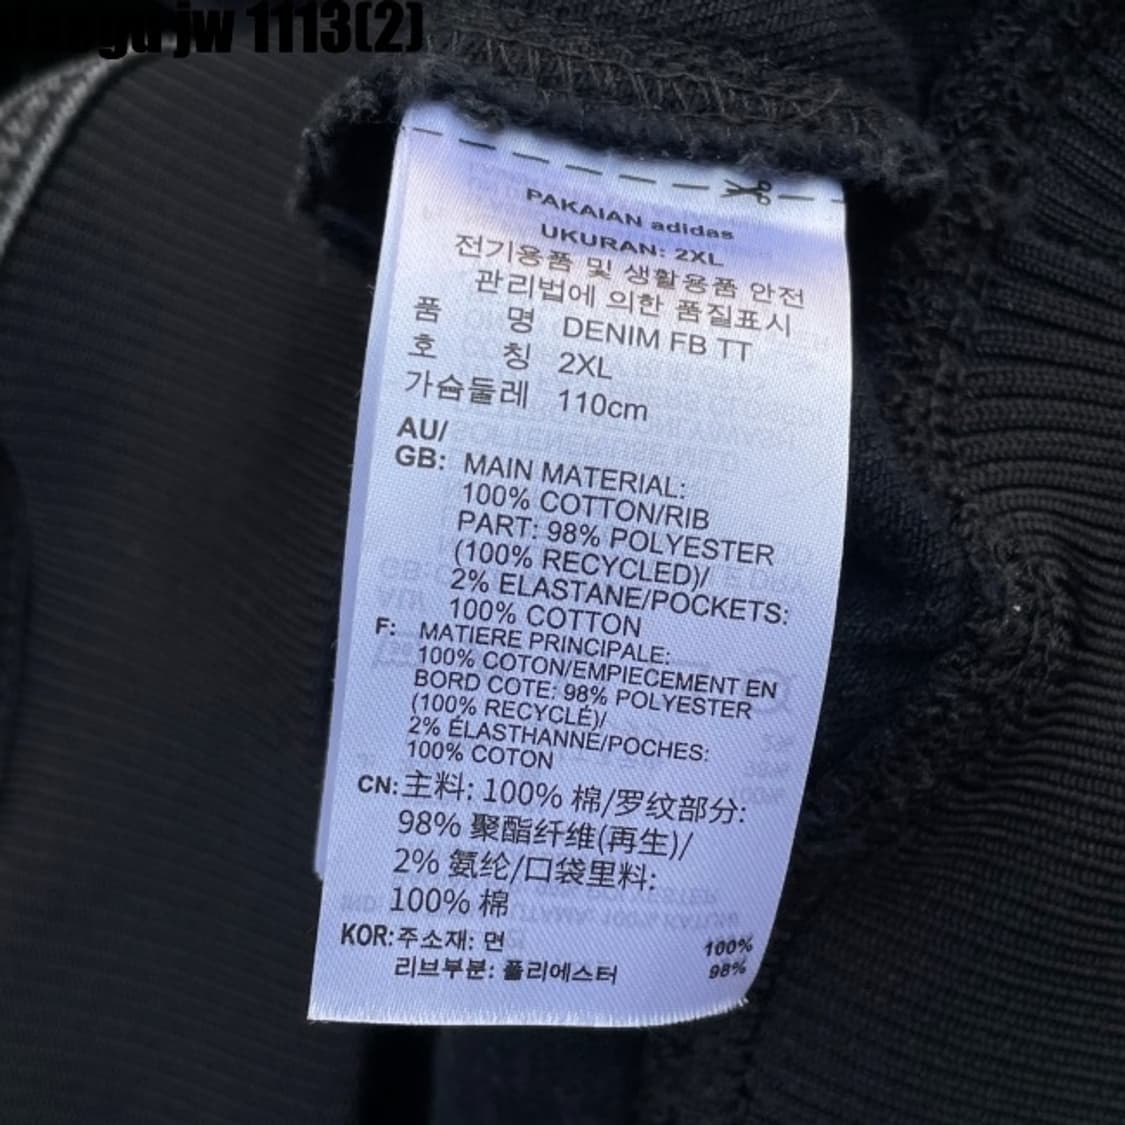 daegu jw 1113(2)
PAKAIAN adidas
UKURAN: 2XL
전기용품 및 생활용품 안전
관리법에 의한 품질표시
품 명 DENIM FB TT
호 칭 2XL
가슴둘레 110cm
AU/
GB: MAIN MATERIAL:
100% COTTON/RIB
PART: 98% POLYESTER
(100% RECYCLED)/
2% ELASTANE/POCKETS:
100% COTTON
F: MATIERE PRINCIPALE:
100% COTON/EMPIECEMENT EN
BORD COTE: 98% POLYESTER
(100% RECYCLÉ)/
2% ÉLASTHANNE/POCHES:
100% COTON
CN: 主料: 100% 棉/罗纹部分:
98% 聚酯纤维(再生)/
2% 氨纶/口袋里料:
100% 棉
KOR: 주소재: 면 100%
리브부분: 폴리에스터 98%